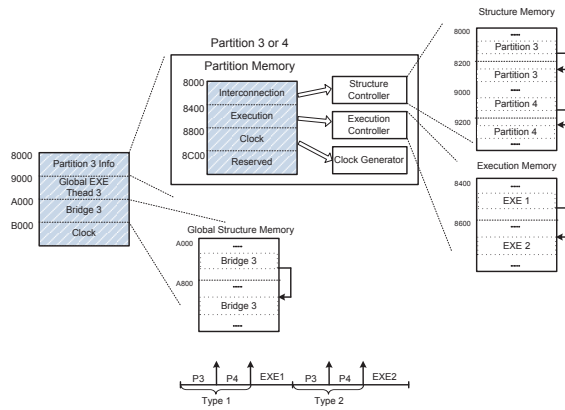 Structure Memory
8000
Partition 3
8200
Partition 3
9000
Partition 4
9200
Partition 4
Partition 3 or 4
Partition Memory
8000
Interconnection
8400
Execution
8800
Clock
8C00
Reserved
Structure
Controller
Execution
Controller
Clock Generator
8000
Partition 3 Info
9000
Global EXE
Thead 3
A000
Bridge 3
B000
Clock
Execution Memory
8400
EXE 1
8600
EXE 2
Global Structure Memory
A000
Bridge 3
A800
Bridge 3
P3 P4 EXE1 P3 P4 EXE2
Type 1 Type 2